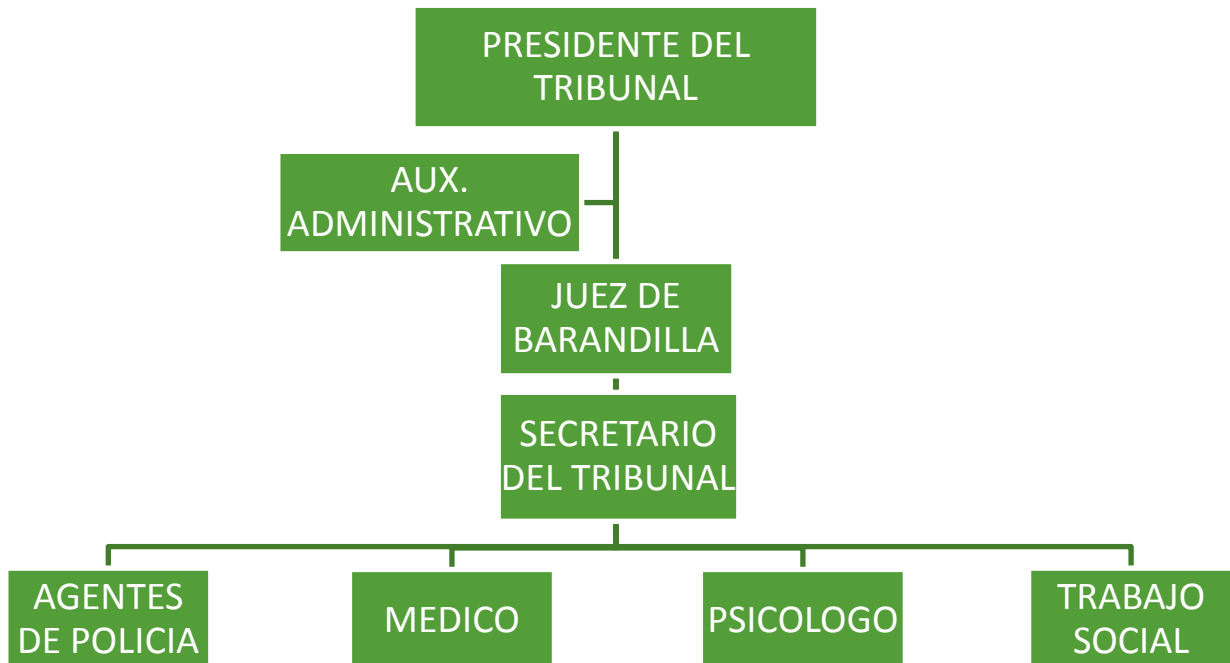 PRESIDENTE DEL
TRIBUNAL
AUX.
ADMINISTRATIVO
JUEZ DE
BARANDILLA
SECRETARIO
DEL TRIBUNAL
AGENTES
DE POLICIA
MEDICO
PSICOLOGO
TRABAJO
SOCIAL